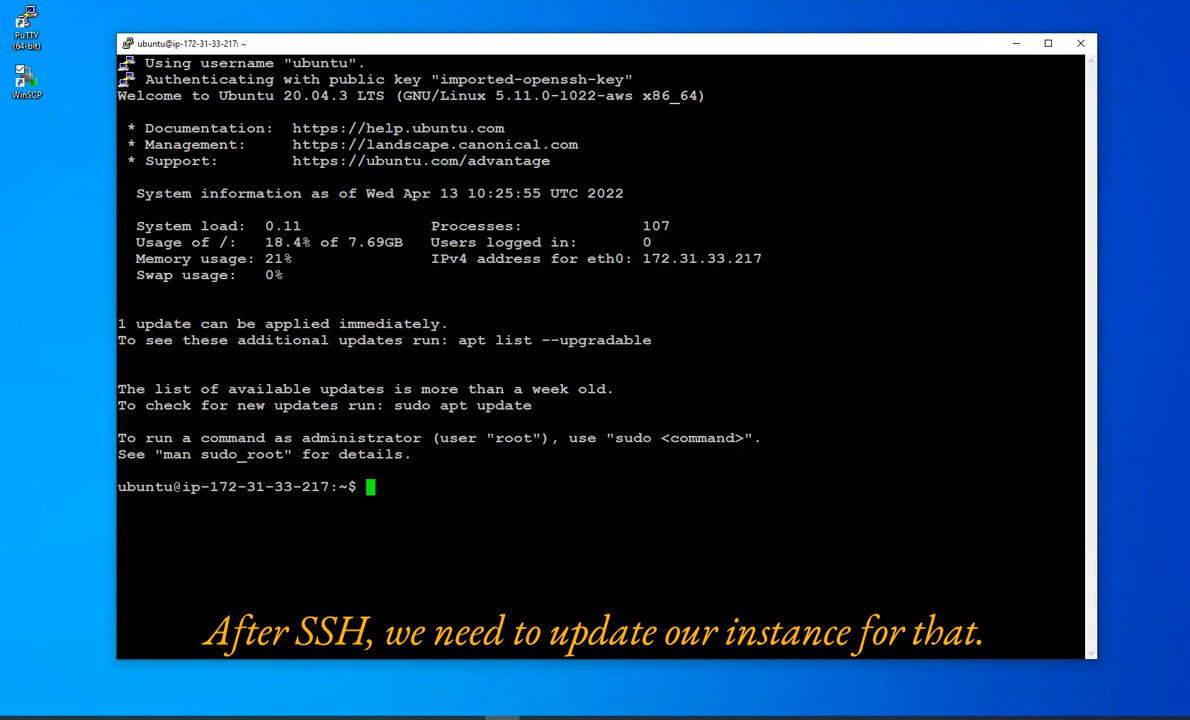 PuTTY
(64-bit)
WinSCP
ubuntu@ip-172-31-33-217: ~
Using username "ubuntu".
Authenticating with public key "imported-openssh-key"
Welcome to Ubuntu 20.04.3 LTS (GNU/Linux 5.11.0-1022-aws x86_64)
* Documentation:  https://help.ubuntu.com
* Management:     https://landscape.canonical.com
* Support:        https://ubuntu.com/advantage
System information as of Wed Apr 13 10:25:55 UTC 2022
System load:  0.11              Processes:             107
Usage of /:   18.4% of 7.69GB   Users logged in:       0
Memory usage: 21%               IPv4 address for eth0: 172.31.33.217
Swap usage:   0%
1 update can be applied immediately.
To see these additional updates run: apt list --upgradable
The list of available updates is more than a week old.
To check for new updates run: sudo apt update
To run a command as administrator (user "root"), use "sudo <command>".
See "man sudo_root" for details.
ubuntu@ip-172-31-33-217:~$
After SSH, we need to update our instance for that.